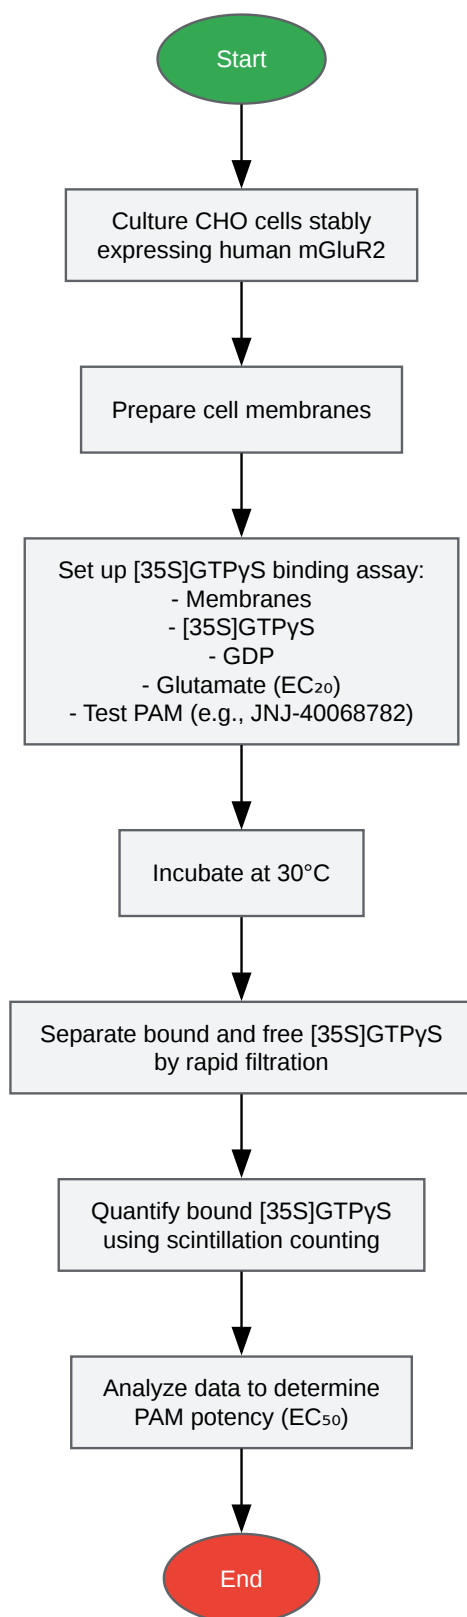 Start
Culture CHO cells stably
expressing human mGluR2
Prepare cell membranes
Set up [35S]GTPγS binding assay:
- Membranes
- [35S]GTPγS
- GDP
- Glutamate (EC₂₀)
- Test PAM (e.g., JNJ-40068782)
Incubate at 30°C
Separate bound and free [35S]GTPγS
by rapid filtration
Quantify bound [35S]GTPγS
using scintillation counting
Analyze data to determine
PAM potency (EC₅₀)
End